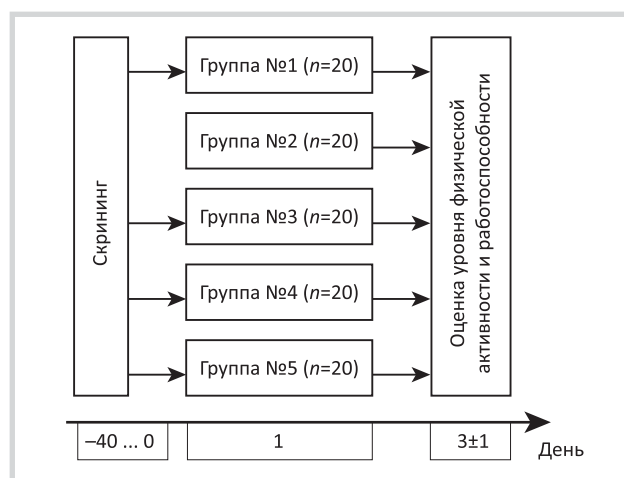 Скрининг
Группа №1 (n=20)
Группа №2 (n=20)
Группа №3 (n=20)
Группа №4 (n=20)
Группа №5 (n=20)
Оценка уровня физической
активности и работоспособности
–40 ... 0
1
3±1
День